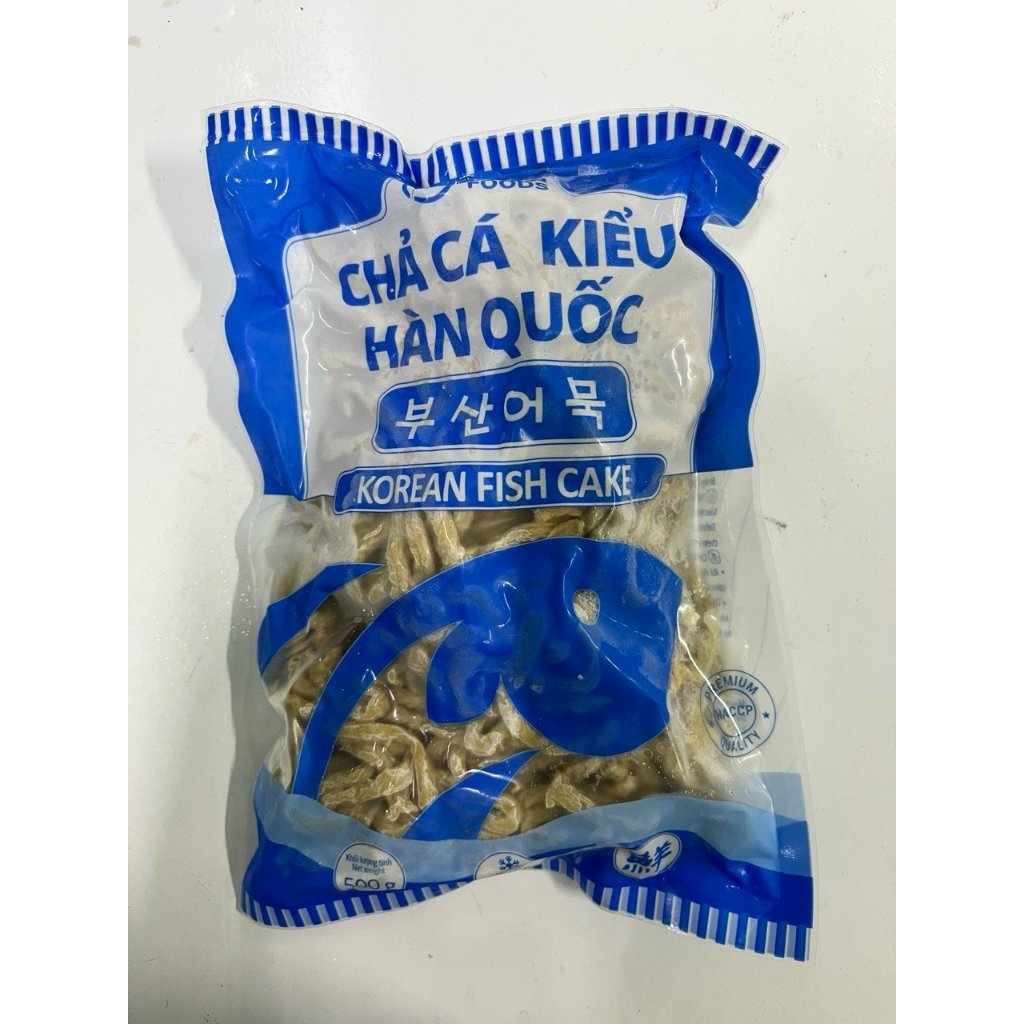 FOODS
CHẢ CÁ KIỂU
HÀN QUỐC
부산어묵
KOREAN FISH CAKE
PREMIUM
HACCP
QUALITY
Khối lượng tịnh
Net weight
500 g